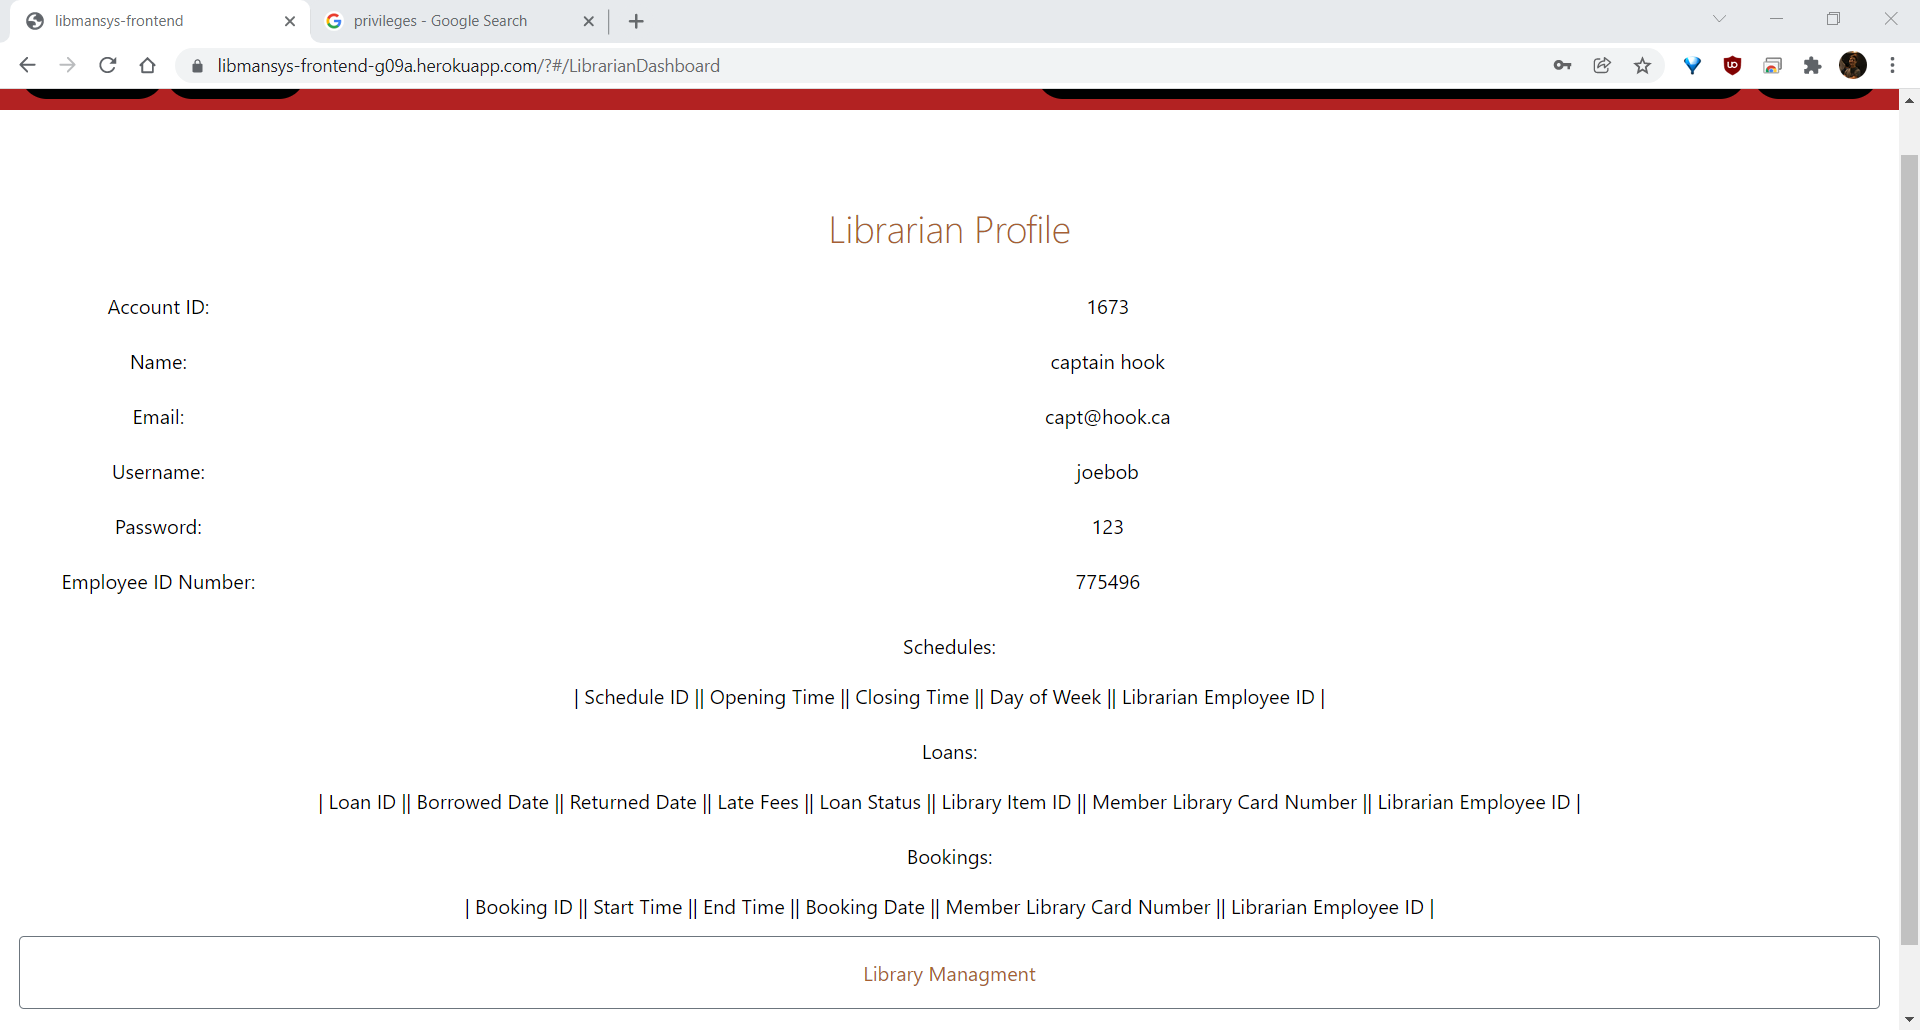 libmansys-frontend
privileges - Google Search
libmansys-frontend-g09a.herokuapp.com/?#/LibrarianDashboard
Librarian Profile
Account ID: 1673
Name: captain hook
Email: capt@hook.ca
Username: joebob
Password: 123
Employee ID Number: 775496
Schedules:
| Schedule ID || Opening Time || Closing Time || Day of Week || Librarian Employee ID |
Loans:
| Loan ID || Borrowed Date || Returned Date || Late Fees || Loan Status || Library Item ID || Member Library Card Number || Librarian Employee ID |
Bookings:
| Booking ID || Start Time || End Time || Booking Date || Member Library Card Number || Librarian Employee ID |
Library Managment